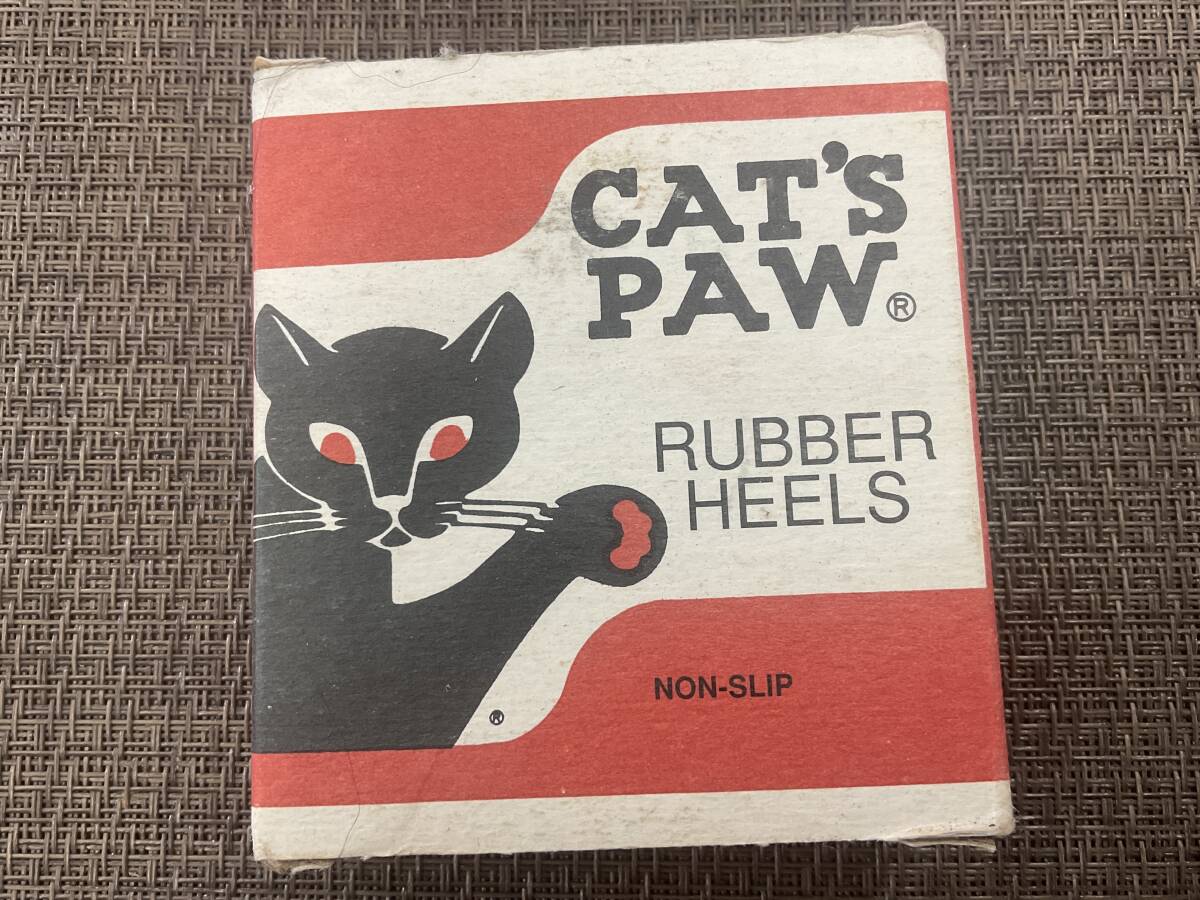 CAT'S
PAW®
RUBBER
HEELS
NON-SLIP
®